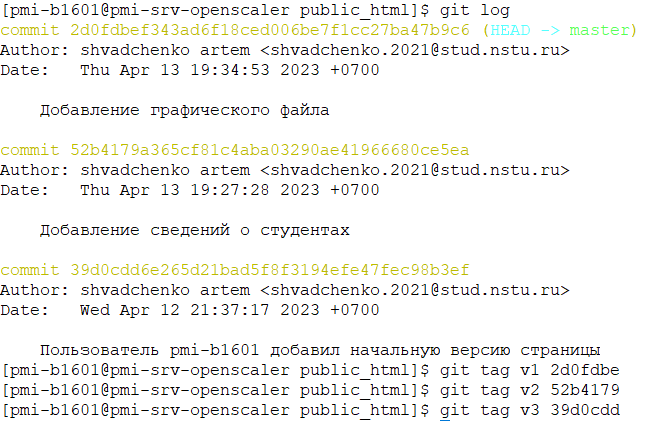 [pmi-b1601@pmi-srv-openscaler public_html]$ git log
commit 2d0fdbef343ad6f18ced006be7f1cc27ba47b9c6 (HEAD -> master)
Author: shvadchenko artem <shvadchenko.2021@stud.nstu.ru>
Date:   Thu Apr 13 19:34:53 2023 +0700
    Добавление графического файла
commit 52b4179a365cf81c4aba03290ae41966680ce5ea
Author: shvadchenko artem <shvadchenko.2021@stud.nstu.ru>
Date:   Thu Apr 13 19:27:28 2023 +0700
    Добавление сведений о студентах
commit 39d0cdd6e265d21bad5f8f3194efe47fec98b3ef
Author: shvadchenko artem <shvadchenko.2021@stud.nstu.ru>
Date:   Wed Apr 12 21:37:17 2023 +0700
    Пользователь pmi-b1601 добавил начальную версию страницы
[pmi-b1601@pmi-srv-openscaler public_html]$ git tag v1 2d0fdbe
[pmi-b1601@pmi-srv-openscaler public_html]$ git tag v2 52b4179
[pmi-b1601@pmi-srv-openscaler public_html]$ git tag v3 39d0cdd